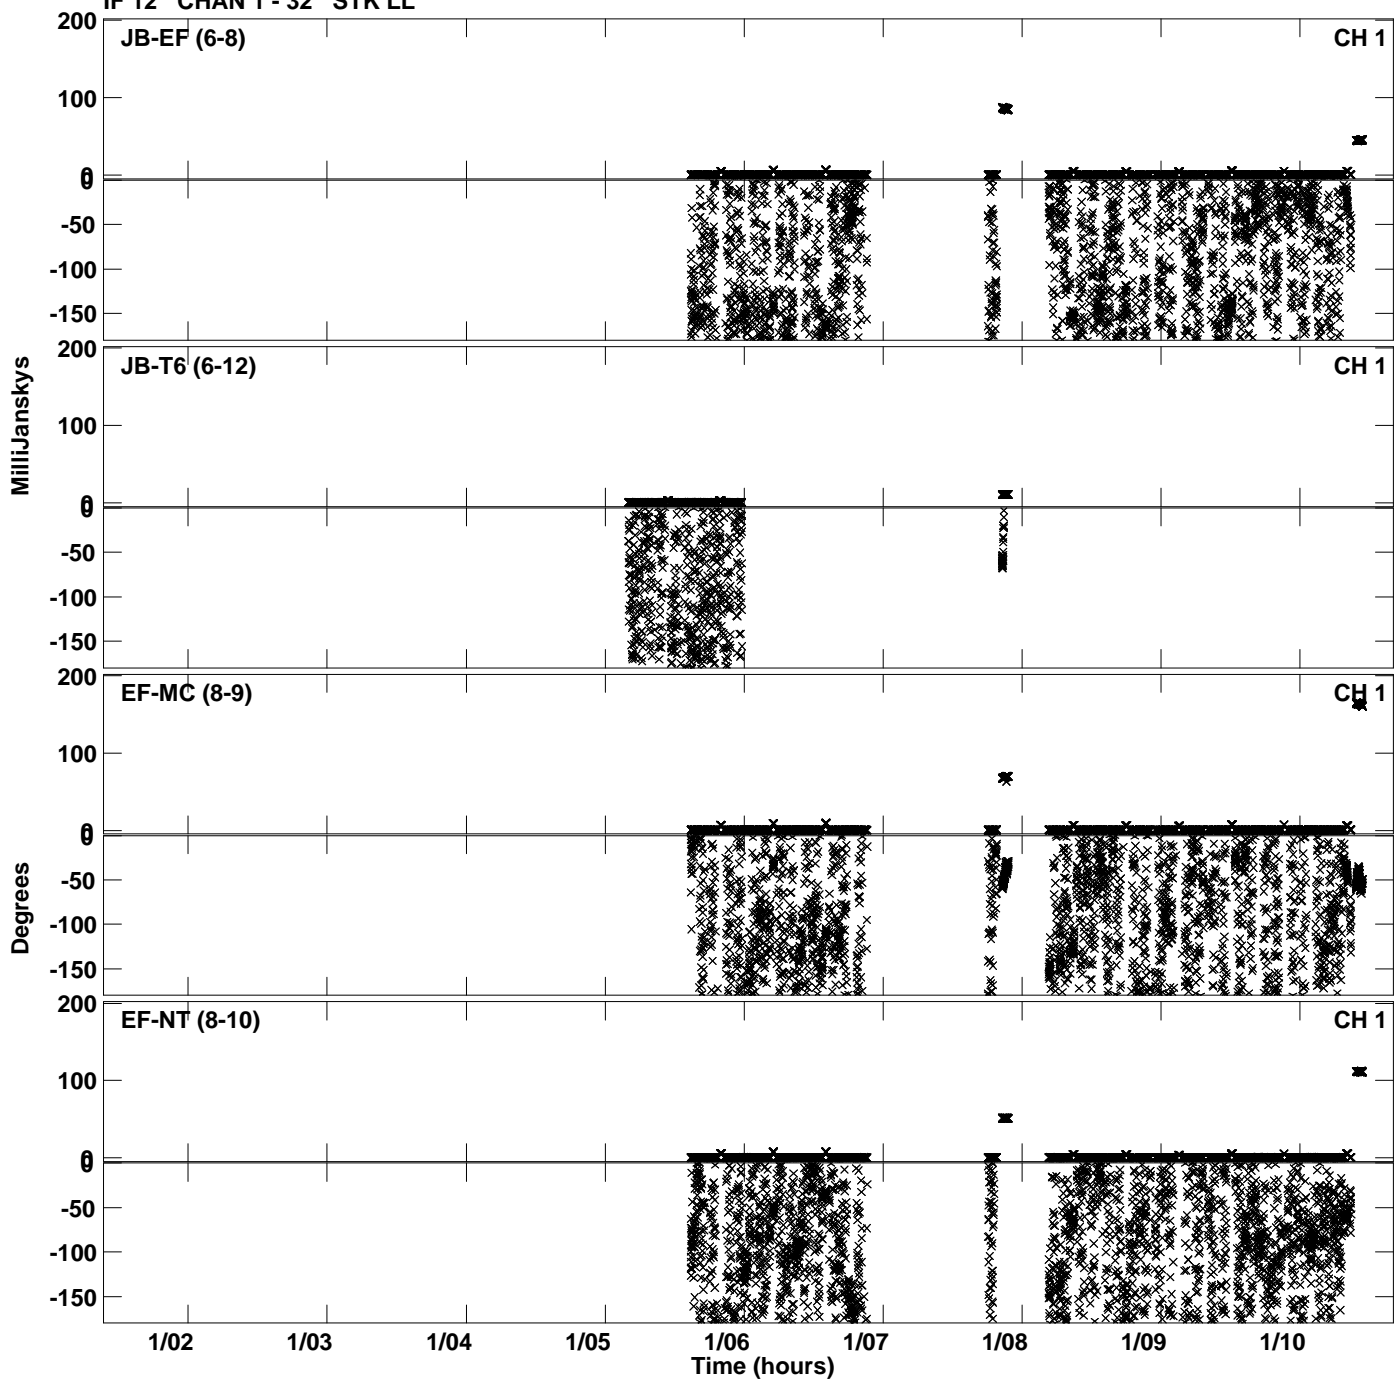 IF 12 CHAN 1 - 32 STK LL
200
JB-EF (6-8)
CH 1
100
0
0
-50
-100
-150
200
JB-T6 (6-12)
CH 1
100
0
0
-50
-100
-150
MilliJanskys
200
EF-MC (8-9)
CH 1
100
0
0
-50
-100
-150
Degrees
200
EF-NT (8-10)
CH 1
100
0
0
-50
-100
-150
1/02 1/03 1/04 1/05 1/06 1/07 1/08 1/09 1/10
Time (hours)